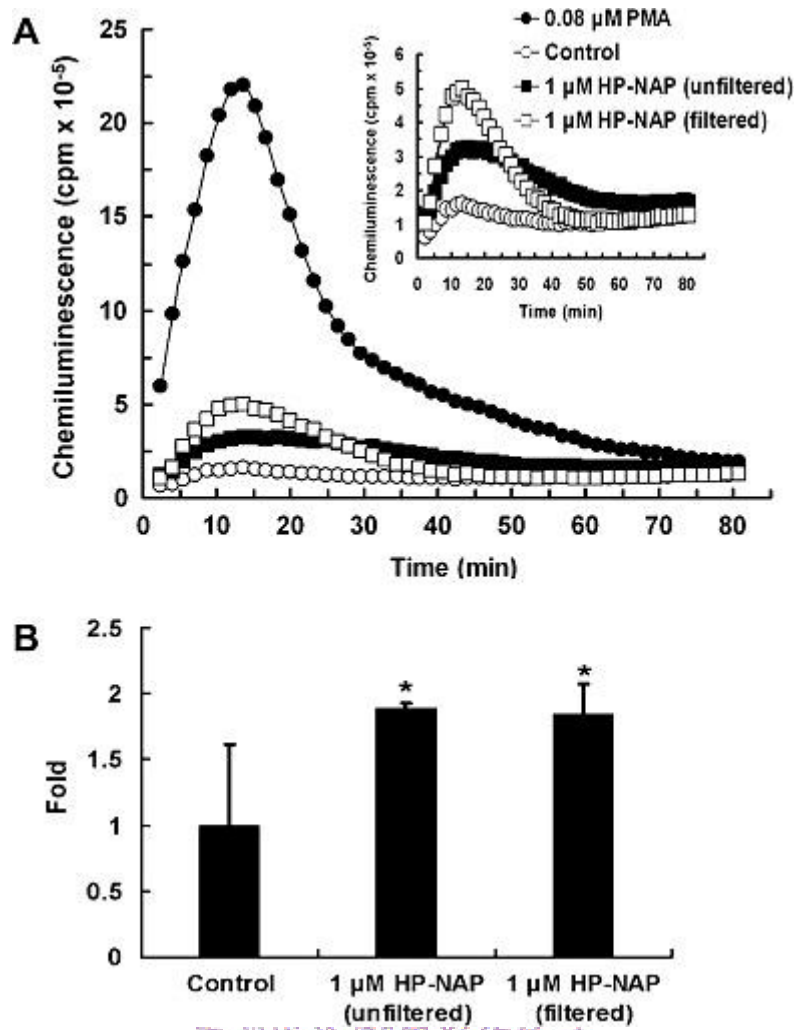 A
0.08 µM PMA
Control
1 µM HP-NAP (unfiltered)
1 µM HP-NAP (filtered)
Chemiluminescence (cpm x 10⁻⁵)
25
20
15
10
5
0
0 10 20 30 40 50 60 70 80
Time (min)
Chemiluminescence (cpm x 10⁻⁵)
6
5
4
3
2
1
0
0 10 20 30 40 50 60 70 80
Time (min)
B
Fold
2.5
2
1.5
1
0.5
0
* *
Control
1 µM HP-NAP
(unfiltered)
1 µM HP-NAP
(filtered)